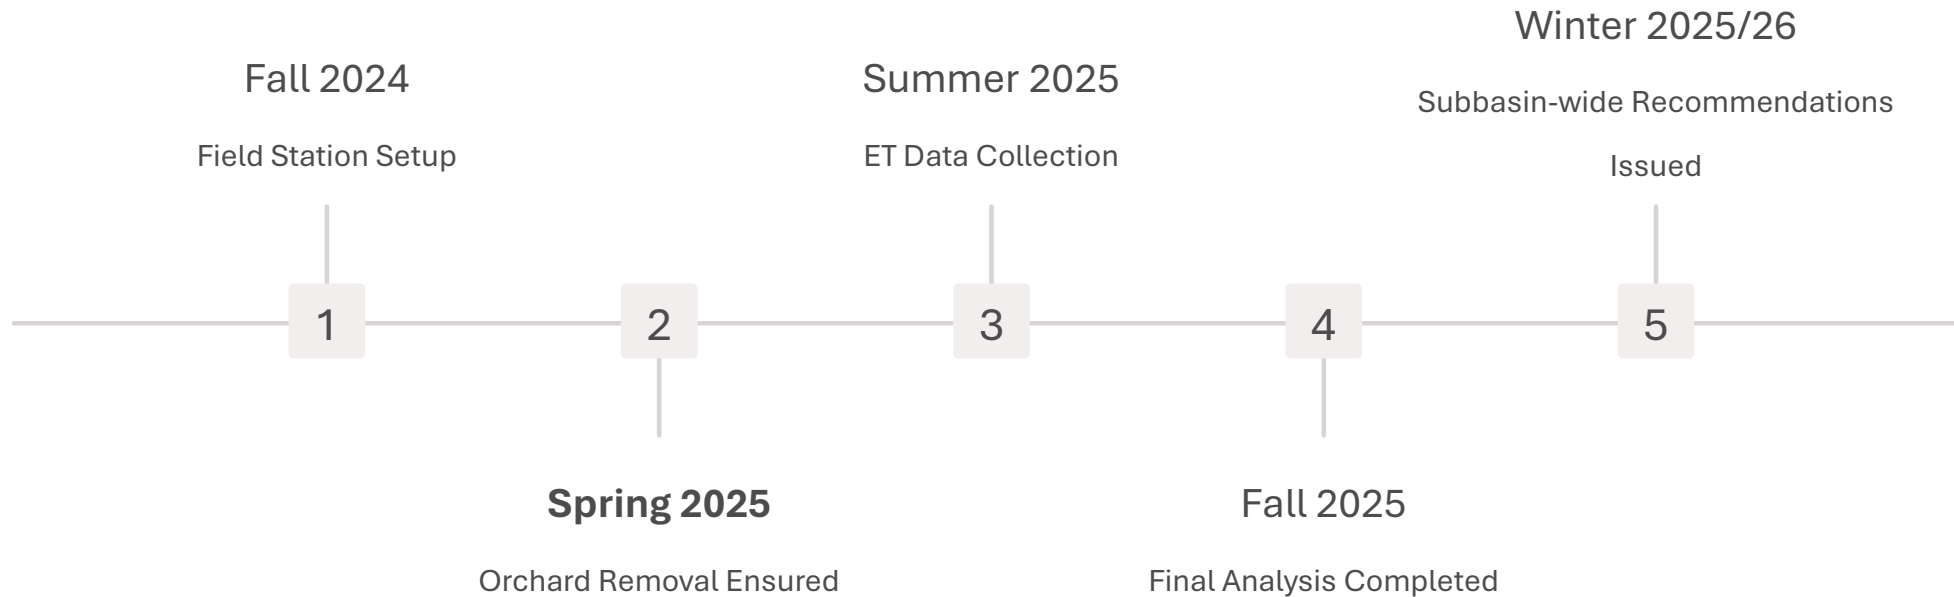 Fall 2024
Field Station Setup
Summer 2025
ET Data Collection
Winter 2025/26
Subbasin-wide Recommendations
Issued
1
2
3
4
5
Spring 2025
Orchard Removal Ensured
Fall 2025
Final Analysis Completed